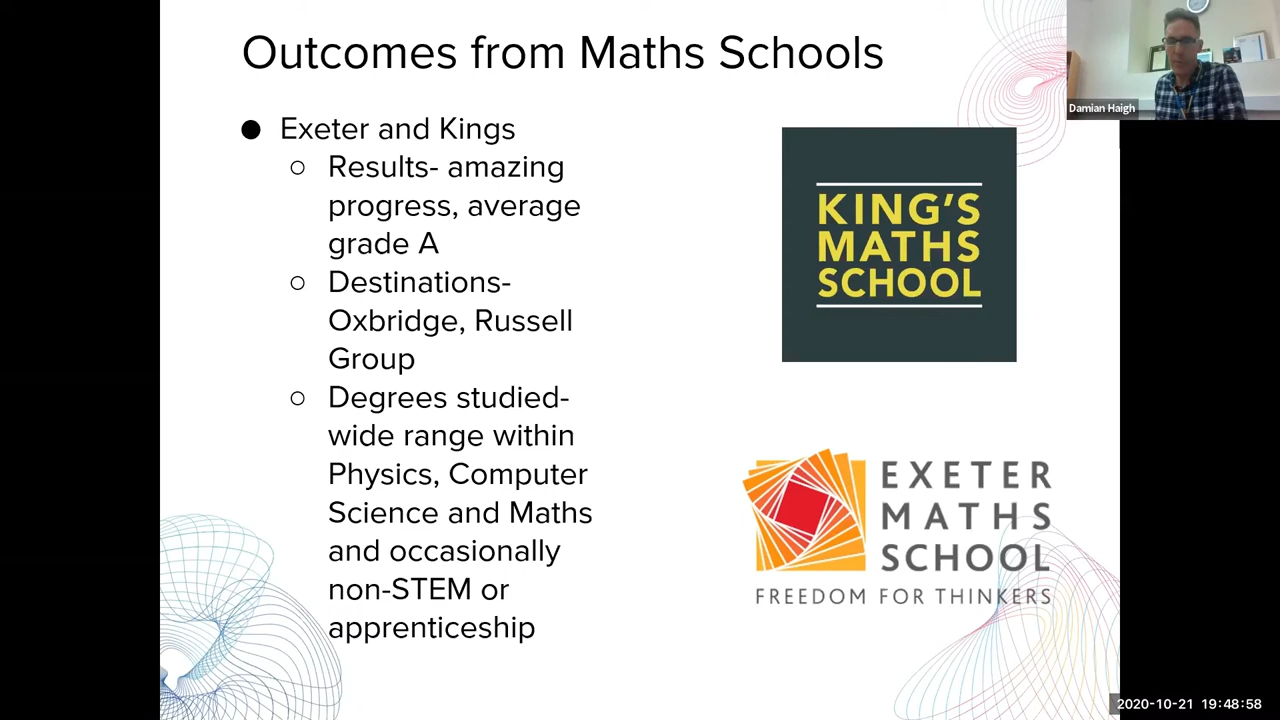 Outcomes from Maths Schools
Damian Haigh
● Exeter and Kings
○ Results- amazing
progress, average
grade A
○ Destinations-
Oxbridge, Russell
Group
○ Degrees studied-
wide range within
Physics, Computer
Science and Maths
and occasionally
non-STEM or
apprenticeship
KING'S
MATHS
SCHOOL
EXETER
MATHS
SCHOOL
FREEDOM FOR THINKERS
2020-10-21 19:48:58